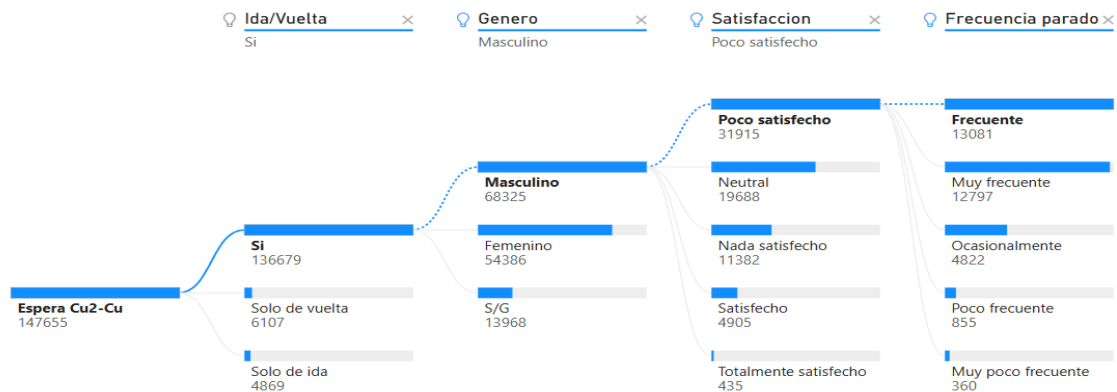 Ida/Vuelta
Si
Genero
Masculino
Satisfaccion
Poco satisfecho
Frecuencia parado
Espera Cu2-Cu
147655
Si
136679
Solo de vuelta
6107
Solo de ida
4869
Masculino
68325
Femenino
54386
S/G
13968
Poco satisfecho
31915
Neutral
19688
Nada satisfecho
11382
Satisfecho
4905
Totalmente satisfecho
435
Frecuente
13081
Muy frecuente
12797
Ocasionalmente
4822
Poco frecuente
855
Muy poco frecuente
360